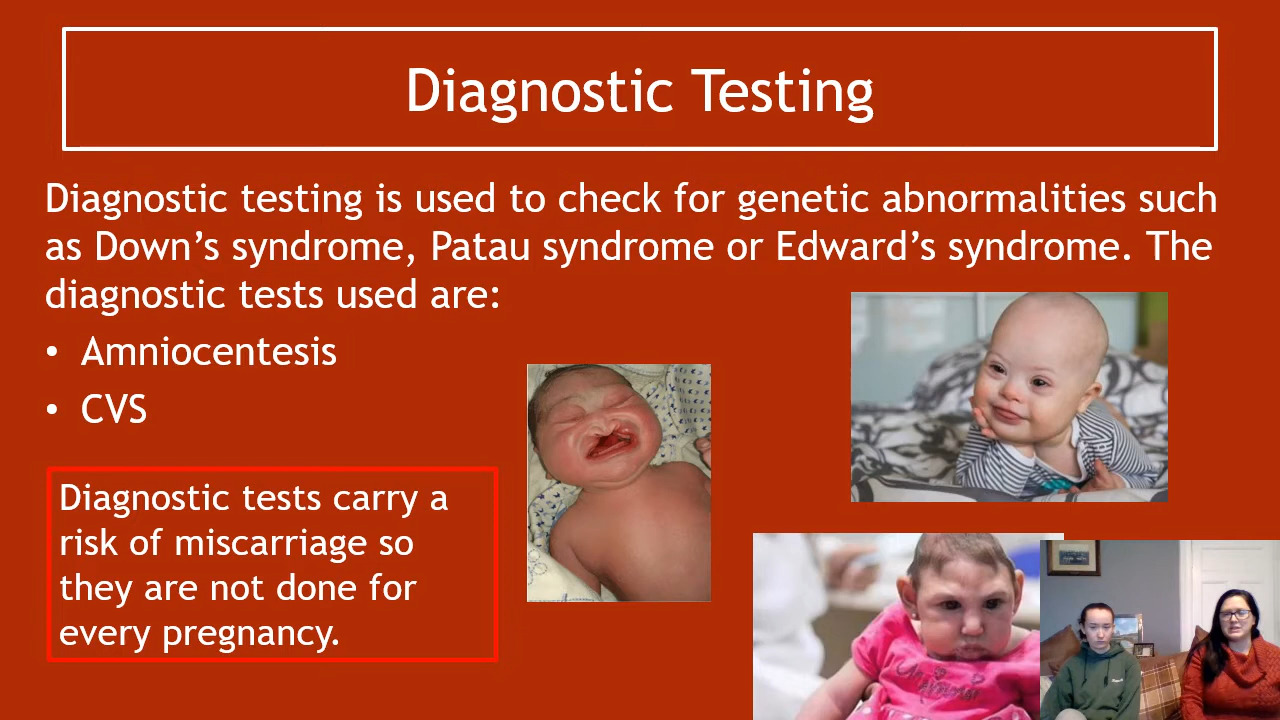 Diagnostic Testing
Diagnostic testing is used to check for genetic abnormalities such
as Down’s syndrome, Patau syndrome or Edward’s syndrome. The
diagnostic tests used are:
• Amniocentesis
• CVS
Diagnostic tests carry a
risk of miscarriage so
they are not done for
every pregnancy.